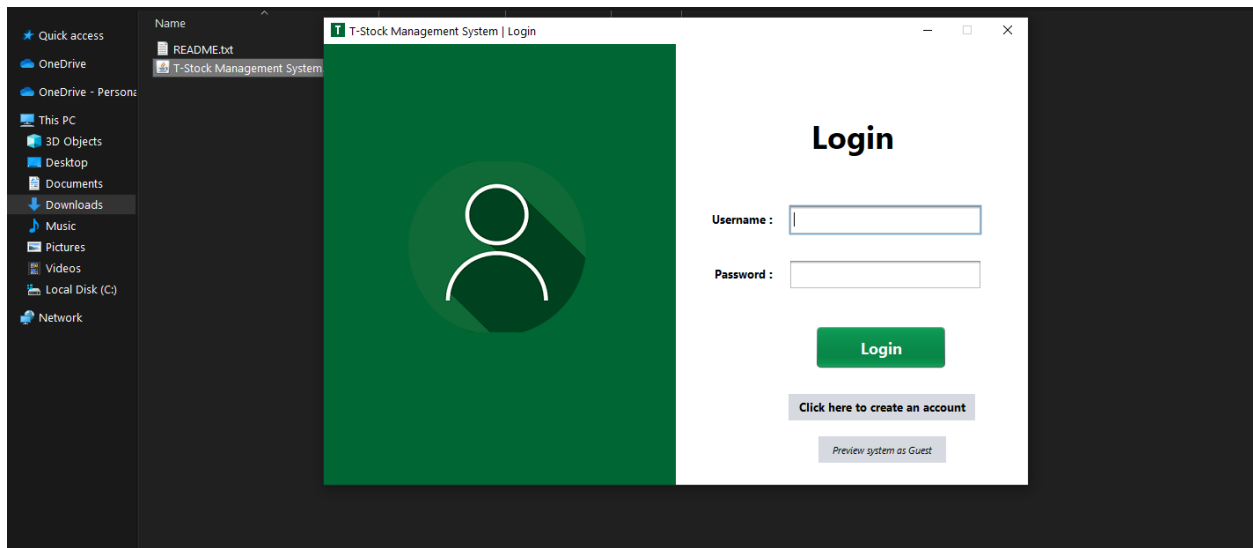 Quick access
OneDrive
OneDrive - Persona
This PC
3D Objects
Desktop
Documents
Downloads
Music
Pictures
Videos
Local Disk (C:)
Network
Name
README.txt
T-Stock Management System
T T-Stock Management System | Login
Login
Username :
Password :
Login
Click here to create an account
Preview system as Guest